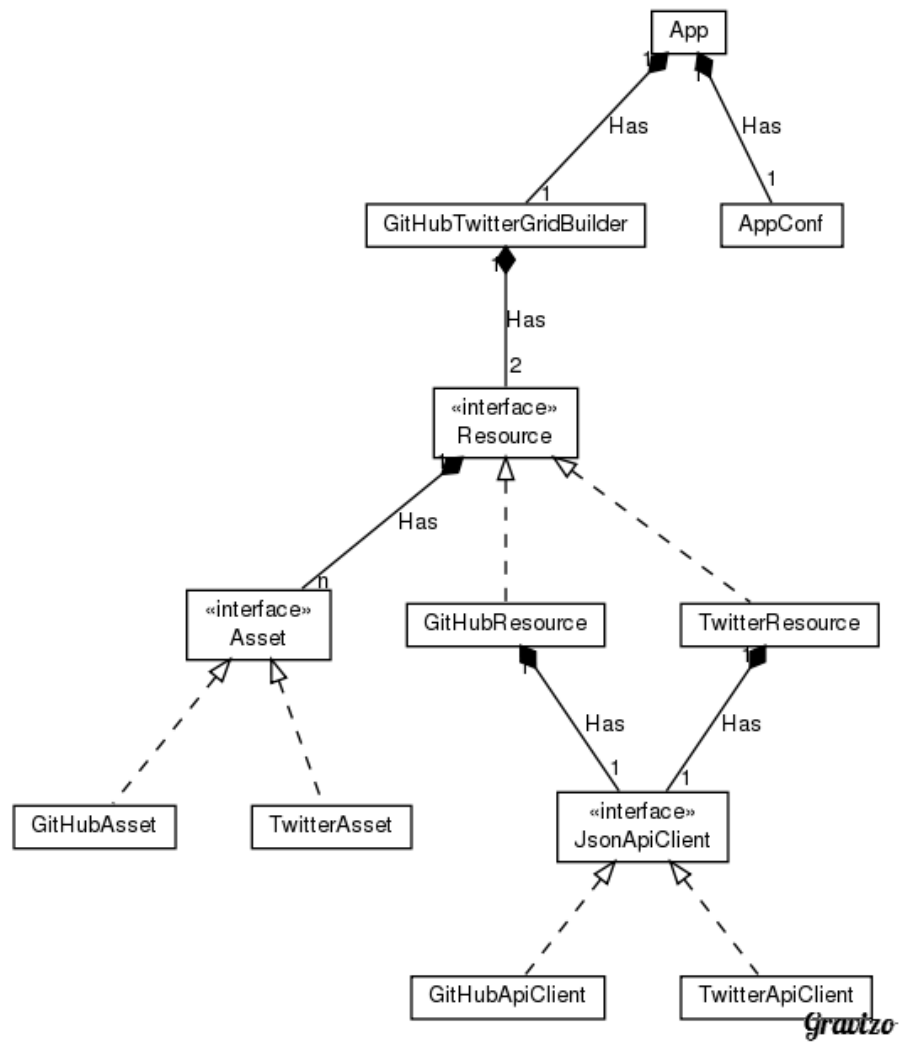 App
1
1
Has
Has
1
1
GitHubTwitterGridBuilder
AppConf
1
Has
2
«interface»
Resource
1
Has
n
«interface»
Asset
GitHubResource
TwitterResource
1
1
Has
Has
1
1
GitHubAsset
TwitterAsset
«interface»
JsonApiClient
GitHubApiClient
TwitterApiClient
Gravizo